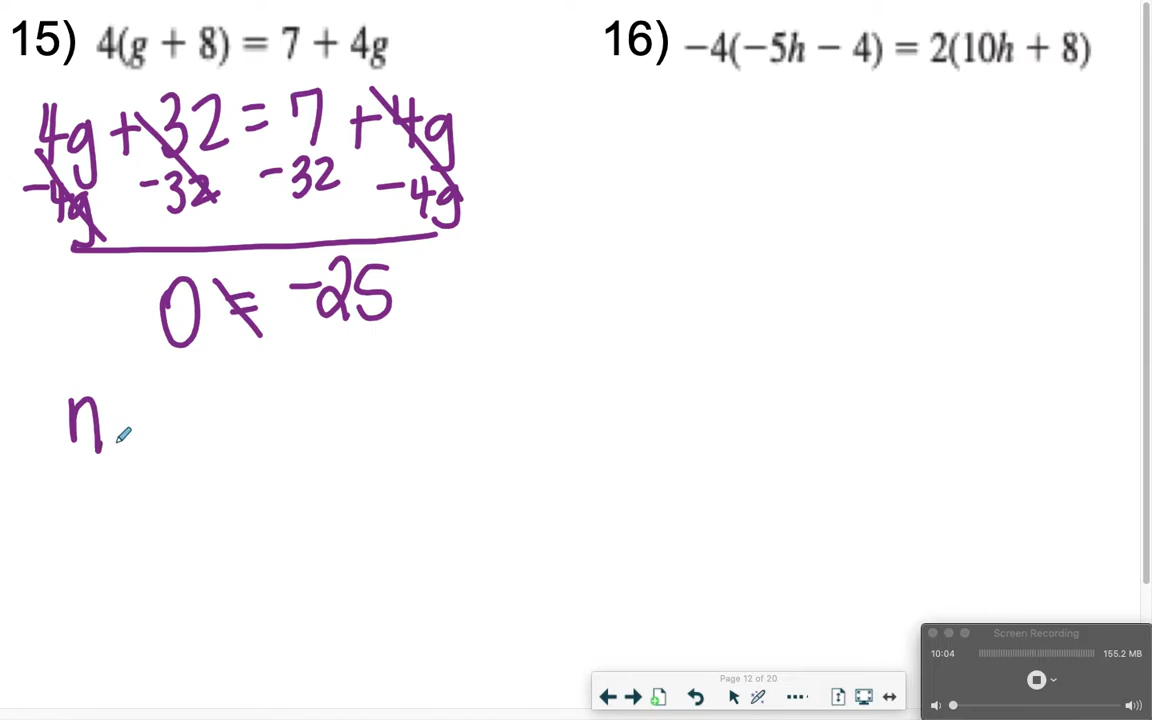 15) 4(g + 8) = 7 + 4g
4g + 32 = 7 + 4g
-4g -32 -32 -4g
0 ≠ -25
n
16) −4(−5h − 4) = 2(10h + 8)
Screen Recording
10:04 155.2 MB
Page 12 of 20